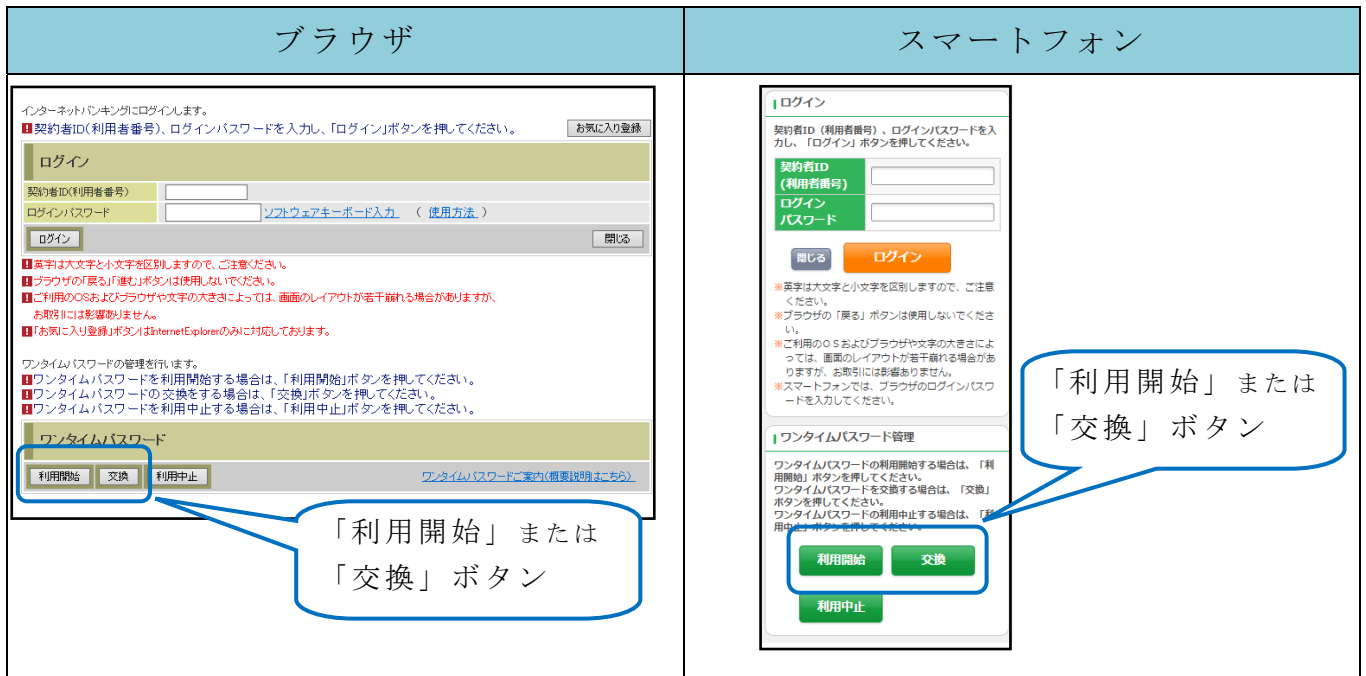 ブラウザ
インターネットバンキングにログインします。
契約者ID(利用者番号)、ログインパスワードを入力し、「ログイン」ボタンを押してください。
お気に入り登録
ログイン
契約者ID(利用者番号)
ログインパスワード
ソフトウェアキーボード入力 ( 使用方法 )
ログイン
閉じる
英字は大文字と小文字を区別しますので、ご注意ください。
ブラウザの「戻る」「進む」ボタンは使用しないでください。
ご利用のOSおよびブラウザや文字の大きさによっては、画面のレイアウトが若干崩れる場合がありますが、
お取引には影響ありません。
「お気に入り登録」ボタンはInternetExplorerのみに対応しております。
ワンタイムパスワードの管理を行います。
ワンタイムパスワードを利用開始する場合は、「利用開始」ボタンを押してください。
ワンタイムパスワードの交換をする場合は、「交換」ボタンを押してください。
ワンタイムパスワードを利用中止する場合は、「利用中止」ボタンを押してください。
ワンタイムパスワード
利用開始 交換 利用中止
ワンタイムパスワードご案内(概要説明はこちら)
「利用開始」または
「交換」ボタン
スマートフォン
ログイン
契約者ID(利用者番号)、ログインパスワードを入
力し、「ログイン」ボタンを押してください。
契約者ID
(利用者番号)
ログイン
パスワード
閉じる
ログイン
※英字は大文字と小文字を区別しますので、ご注意
ください。
※ブラウザの「戻る」ボタンは使用しないでくださ
い。
※ご利用のOSおよびブラウザや文字の大きさによ
っては、画面のレイアウトが若干崩れる場合があ
りますが、お取引には影響ありません。
※スマートフォンでは、ブラウザのログインパスワ
ードを入力してください。
ワンタイムパスワード管理
ワンタイムパスワードの利用開始する場合は、「利
用開始」ボタンを押してください。
ワンタイムパスワードを交換する場合は、「交換」
ボタンを押してください。
ワンタイムパスワードの利用中止する場合は、「利
用中止」ボタンを押してください。
利用開始 交換
利用中止
「利用開始」または
「交換」ボタン